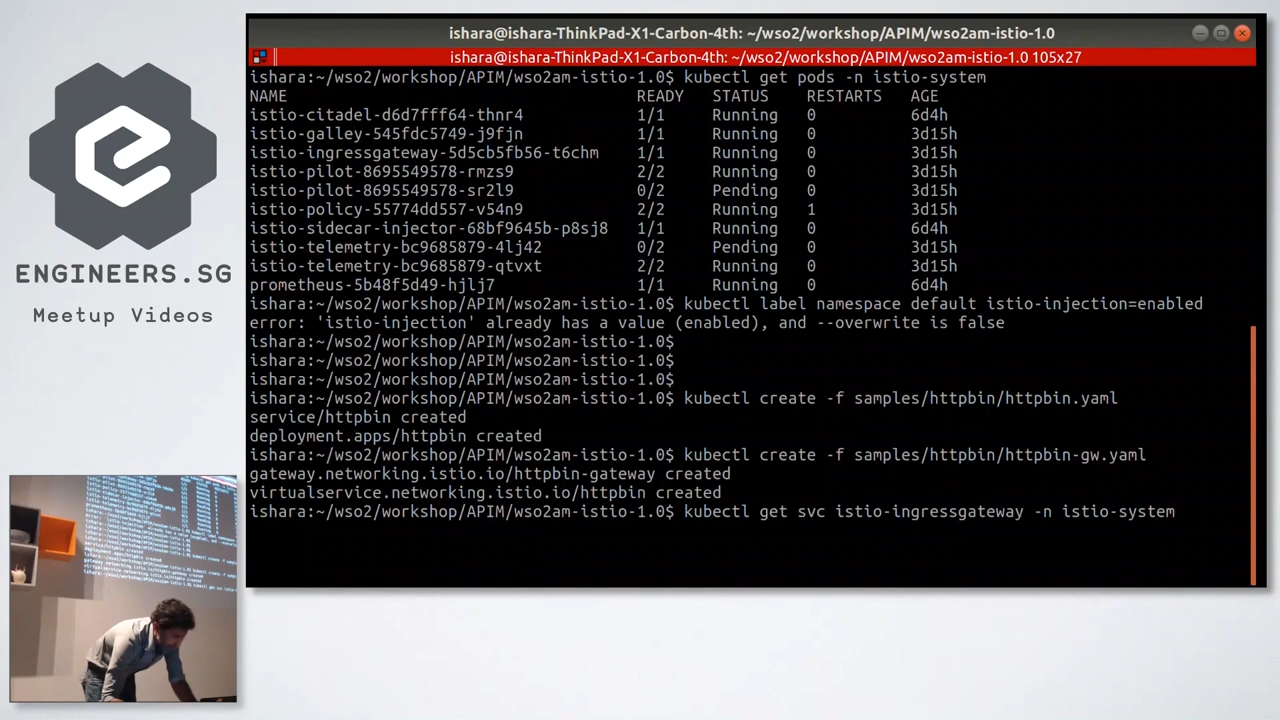 ENGINEERS.SG
Meetup Videos
ishara@ishara-ThinkPad-X1-Carbon-4th: ~/wso2/workshop/APIM/wso2am-istio-1.0
ishara@ishara-ThinkPad-X1-Carbon-4th: ~/wso2/workshop/APIM/wso2am-istio-1.0 105x27
ishara:~/wso2/workshop/APIM/wso2am-istio-1.0$ kubectl get pods -n istio-system
NAME READY STATUS RESTARTS AGE
istio-citadel-d6d7fff64-thnr4 1/1 Running 0 6d4h
istio-galley-545fdc5749-j9fjn 1/1 Running 0 3d15h
istio-ingressgateway-5d5cb5fb56-t6chm 1/1 Running 0 3d15h
istio-pilot-8695549578-rmzs9 2/2 Running 0 3d15h
istio-pilot-8695549578-sr2l9 0/2 Pending 0 3d15h
istio-policy-55774dd557-v54n9 2/2 Running 1 3d15h
istio-sidecar-injector-68bf9645b-p8sj8 1/1 Running 0 6d4h
istio-telemetry-bc9685879-4lj42 0/2 Pending 0 3d15h
istio-telemetry-bc9685879-qtvxt 2/2 Running 0 3d15h
prometheus-5b48f5d49-hjlj7 1/1 Running 0 6d4h
ishara:~/wso2/workshop/APIM/wso2am-istio-1.0$ kubectl label namespace default istio-injection=enabled
error: 'istio-injection' already has a value (enabled), and --overwrite is false
ishara:~/wso2/workshop/APIM/wso2am-istio-1.0$
ishara:~/wso2/workshop/APIM/wso2am-istio-1.0$
ishara:~/wso2/workshop/APIM/wso2am-istio-1.0$
ishara:~/wso2/workshop/APIM/wso2am-istio-1.0$ kubectl create -f samples/httpbin/httpbin.yaml
service/httpbin created
deployment.apps/httpbin created
ishara:~/wso2/workshop/APIM/wso2am-istio-1.0$ kubectl create -f samples/httpbin/httpbin-gw.yaml
gateway.networking.istio.io/httpbin-gateway created
virtualservice.networking.istio.io/httpbin created
ishara:~/wso2/workshop/APIM/wso2am-istio-1.0$ kubectl get svc istio-ingressgateway -n istio-system